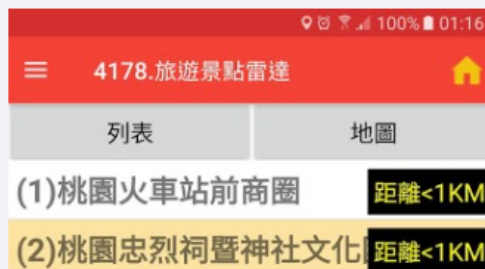 100% 01:16
4178.旅遊景點雷達
列表 地圖
(1)桃園火車站前商圈 距離<1KM
(2)桃園忠烈祠暨神社文化 距離<1KM